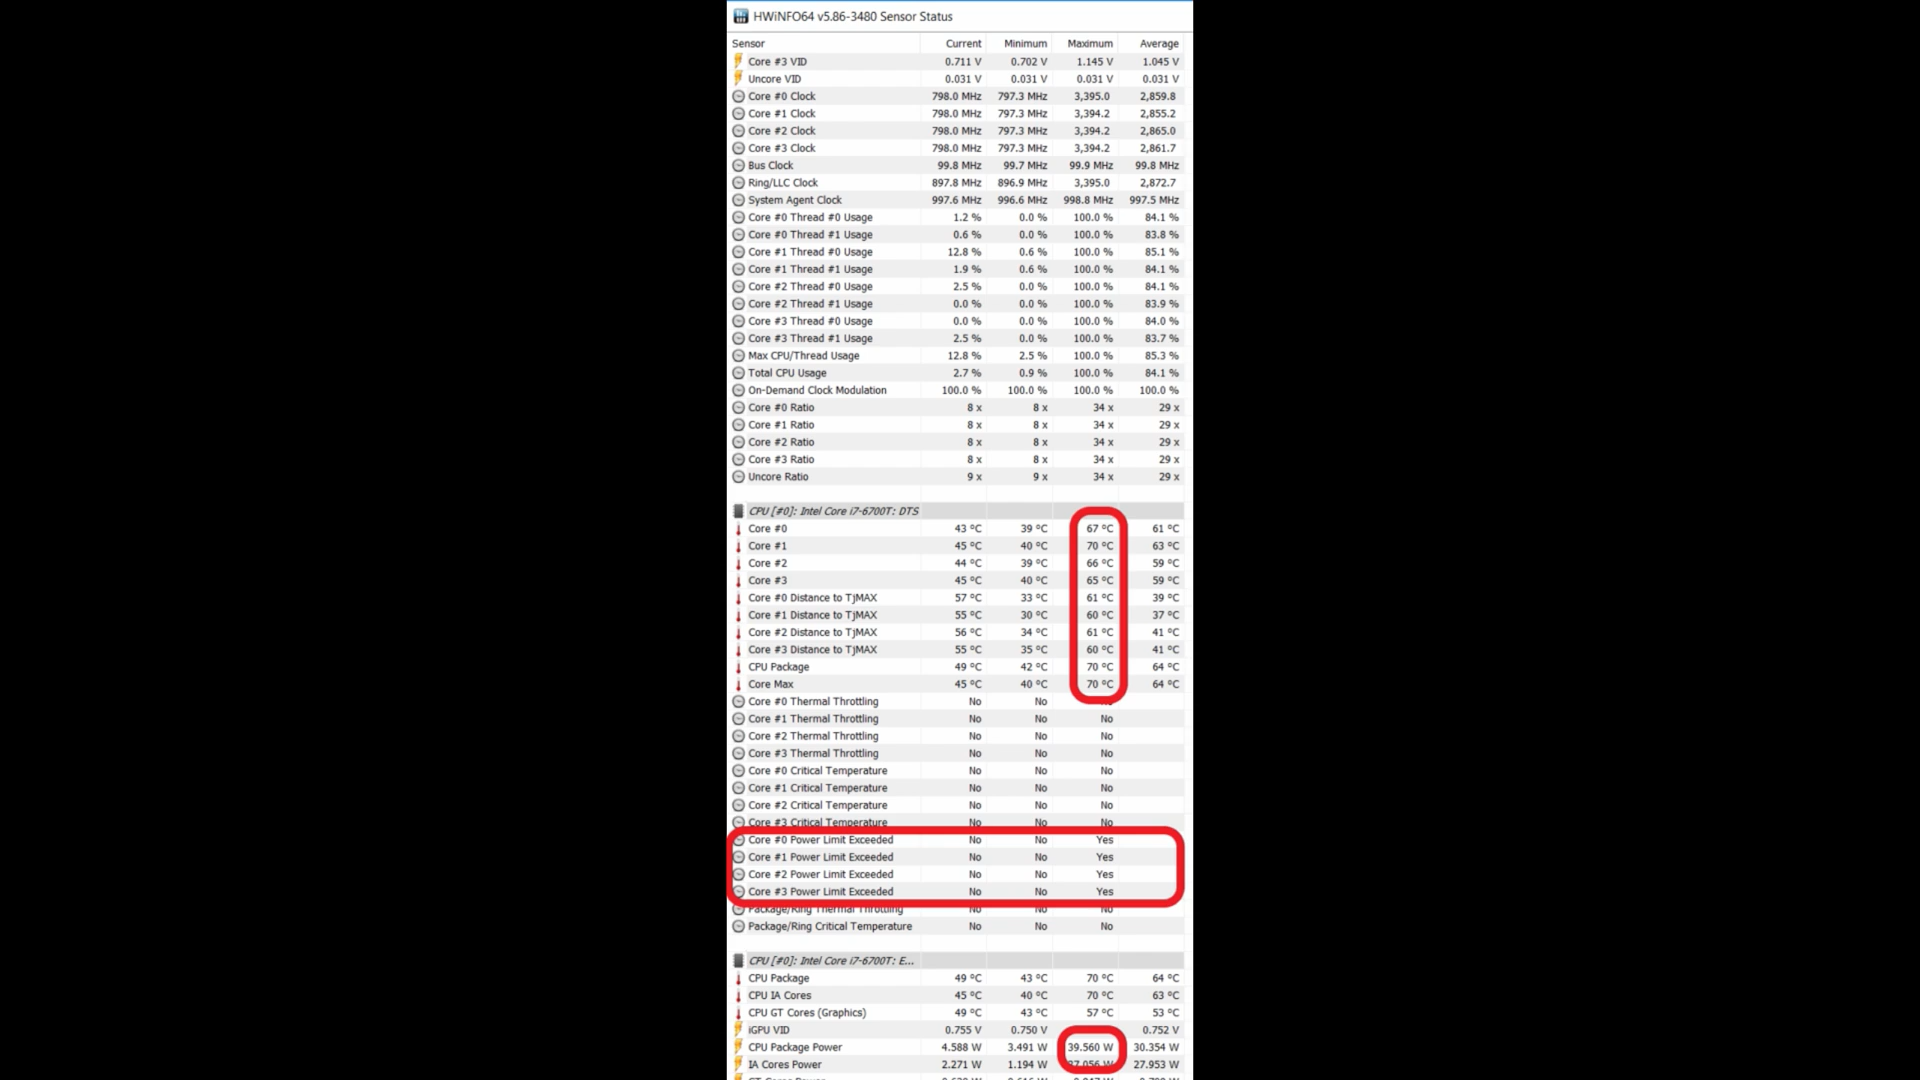 HWiNFO64 v5.86-3480 Sensor Status
Sensor Current Minimum Maximum Average
Core #3 VID 0.711 V 0.702 V 1.145 V 1.045 V
Uncore VID 0.031 V 0.031 V 0.031 V 0.031 V
Core #0 Clock 798.0 MHz 797.3 MHz 3,395.0 2,859.8
Core #1 Clock 798.0 MHz 797.3 MHz 3,394.2 2,855.2
Core #2 Clock 798.0 MHz 797.3 MHz 3,394.2 2,865.0
Core #3 Clock 798.0 MHz 797.3 MHz 3,394.2 2,861.7
Bus Clock 99.8 MHz 99.7 MHz 99.9 MHz 99.8 MHz
Ring/LLC Clock 897.8 MHz 896.9 MHz 3,395.0 2,872.7
System Agent Clock 997.6 MHz 996.6 MHz 998.8 MHz 997.5 MHz
Core #0 Thread #0 Usage 1.2 % 0.0 % 100.0 % 84.1 %
Core #0 Thread #1 Usage 0.6 % 0.0 % 100.0 % 83.8 %
Core #1 Thread #0 Usage 12.8 % 0.6 % 100.0 % 85.1 %
Core #1 Thread #1 Usage 1.9 % 0.6 % 100.0 % 84.1 %
Core #2 Thread #0 Usage 2.5 % 0.0 % 100.0 % 84.1 %
Core #2 Thread #1 Usage 0.0 % 0.0 % 100.0 % 83.9 %
Core #3 Thread #0 Usage 0.0 % 0.0 % 100.0 % 84.0 %
Core #3 Thread #1 Usage 2.5 % 0.0 % 100.0 % 83.7 %
Max CPU/Thread Usage 12.8 % 2.5 % 100.0 % 85.3 %
Total CPU Usage 2.7 % 0.9 % 100.0 % 84.1 %
On-Demand Clock Modulation 100.0 % 100.0 % 100.0 % 100.0 %
Core #0 Ratio 8 x 8 x 34 x 29 x
Core #1 Ratio 8 x 8 x 34 x 29 x
Core #2 Ratio 8 x 8 x 34 x 29 x
Core #3 Ratio 8 x 8 x 34 x 29 x
Uncore Ratio 9 x 9 x 34 x 29 x
CPU [#0]: Intel Core i7-6700T: DTS
Core #0 43 °C 39 °C 67 °C 61 °C
Core #1 45 °C 40 °C 70 °C 63 °C
Core #2 44 °C 39 °C 66 °C 59 °C
Core #3 45 °C 40 °C 65 °C 59 °C
Core #0 Distance to TjMAX 57 °C 33 °C 61 °C 39 °C
Core #1 Distance to TjMAX 55 °C 30 °C 60 °C 37 °C
Core #2 Distance to TjMAX 56 °C 34 °C 61 °C 41 °C
Core #3 Distance to TjMAX 55 °C 35 °C 60 °C 41 °C
CPU Package 49 °C 42 °C 70 °C 64 °C
Core Max 45 °C 40 °C 70 °C 64 °C
Core #0 Thermal Throttling No No No
Core #1 Thermal Throttling No No No
Core #2 Thermal Throttling No No No
Core #3 Thermal Throttling No No No
Core #0 Critical Temperature No No No
Core #1 Critical Temperature No No No
Core #2 Critical Temperature No No No
Core #3 Critical Temperature No No No
Core #0 Power Limit Exceeded No No Yes
Core #1 Power Limit Exceeded No No Yes
Core #2 Power Limit Exceeded No No Yes
Core #3 Power Limit Exceeded No No Yes
Package/Ring Thermal Throttling No No No
Package/Ring Critical Temperature No No No
CPU [#0]: Intel Core i7-6700T: E...
CPU Package 49 °C 43 °C 70 °C 64 °C
CPU IA Cores 45 °C 40 °C 70 °C 63 °C
CPU GT Cores (Graphics) 49 °C 43 °C 57 °C 53 °C
iGPU VID 0.755 V 0.750 V 0.752 V
CPU Package Power 4.588 W 3.491 W 39.560 W 30.354 W
IA Cores Power 2.271 W 1.194 W 27.953 W